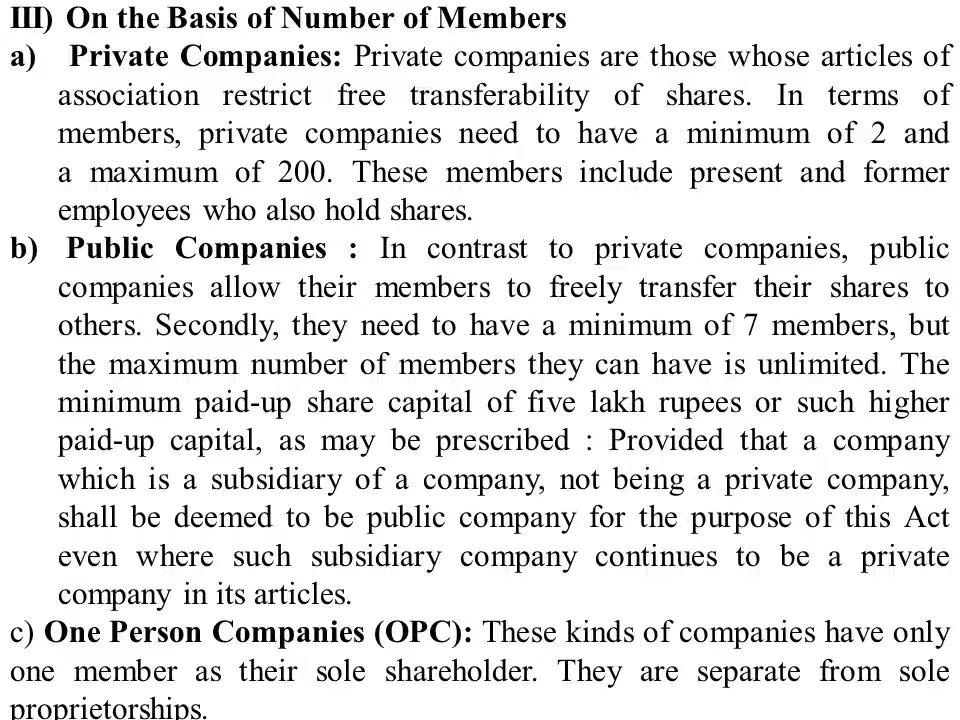 III) On the Basis of Number of Members
a) Private Companies: Private companies are those whose articles of
association restrict free transferability of shares. In terms of
members, private companies need to have a minimum of 2 and
a maximum of 200. These members include present and former
employees who also hold shares.
b) Public Companies : In contrast to private companies, public
companies allow their members to freely transfer their shares to
others. Secondly, they need to have a minimum of 7 members, but
the maximum number of members they can have is unlimited. The
minimum paid-up share capital of five lakh rupees or such higher
paid-up capital, as may be prescribed : Provided that a company
which is a subsidiary of a company, not being a private company,
shall be deemed to be public company for the purpose of this Act
even where such subsidiary company continues to be a private
company in its articles.
c) One Person Companies (OPC): These kinds of companies have only
one member as their sole shareholder. They are separate from sole
proprietorships.